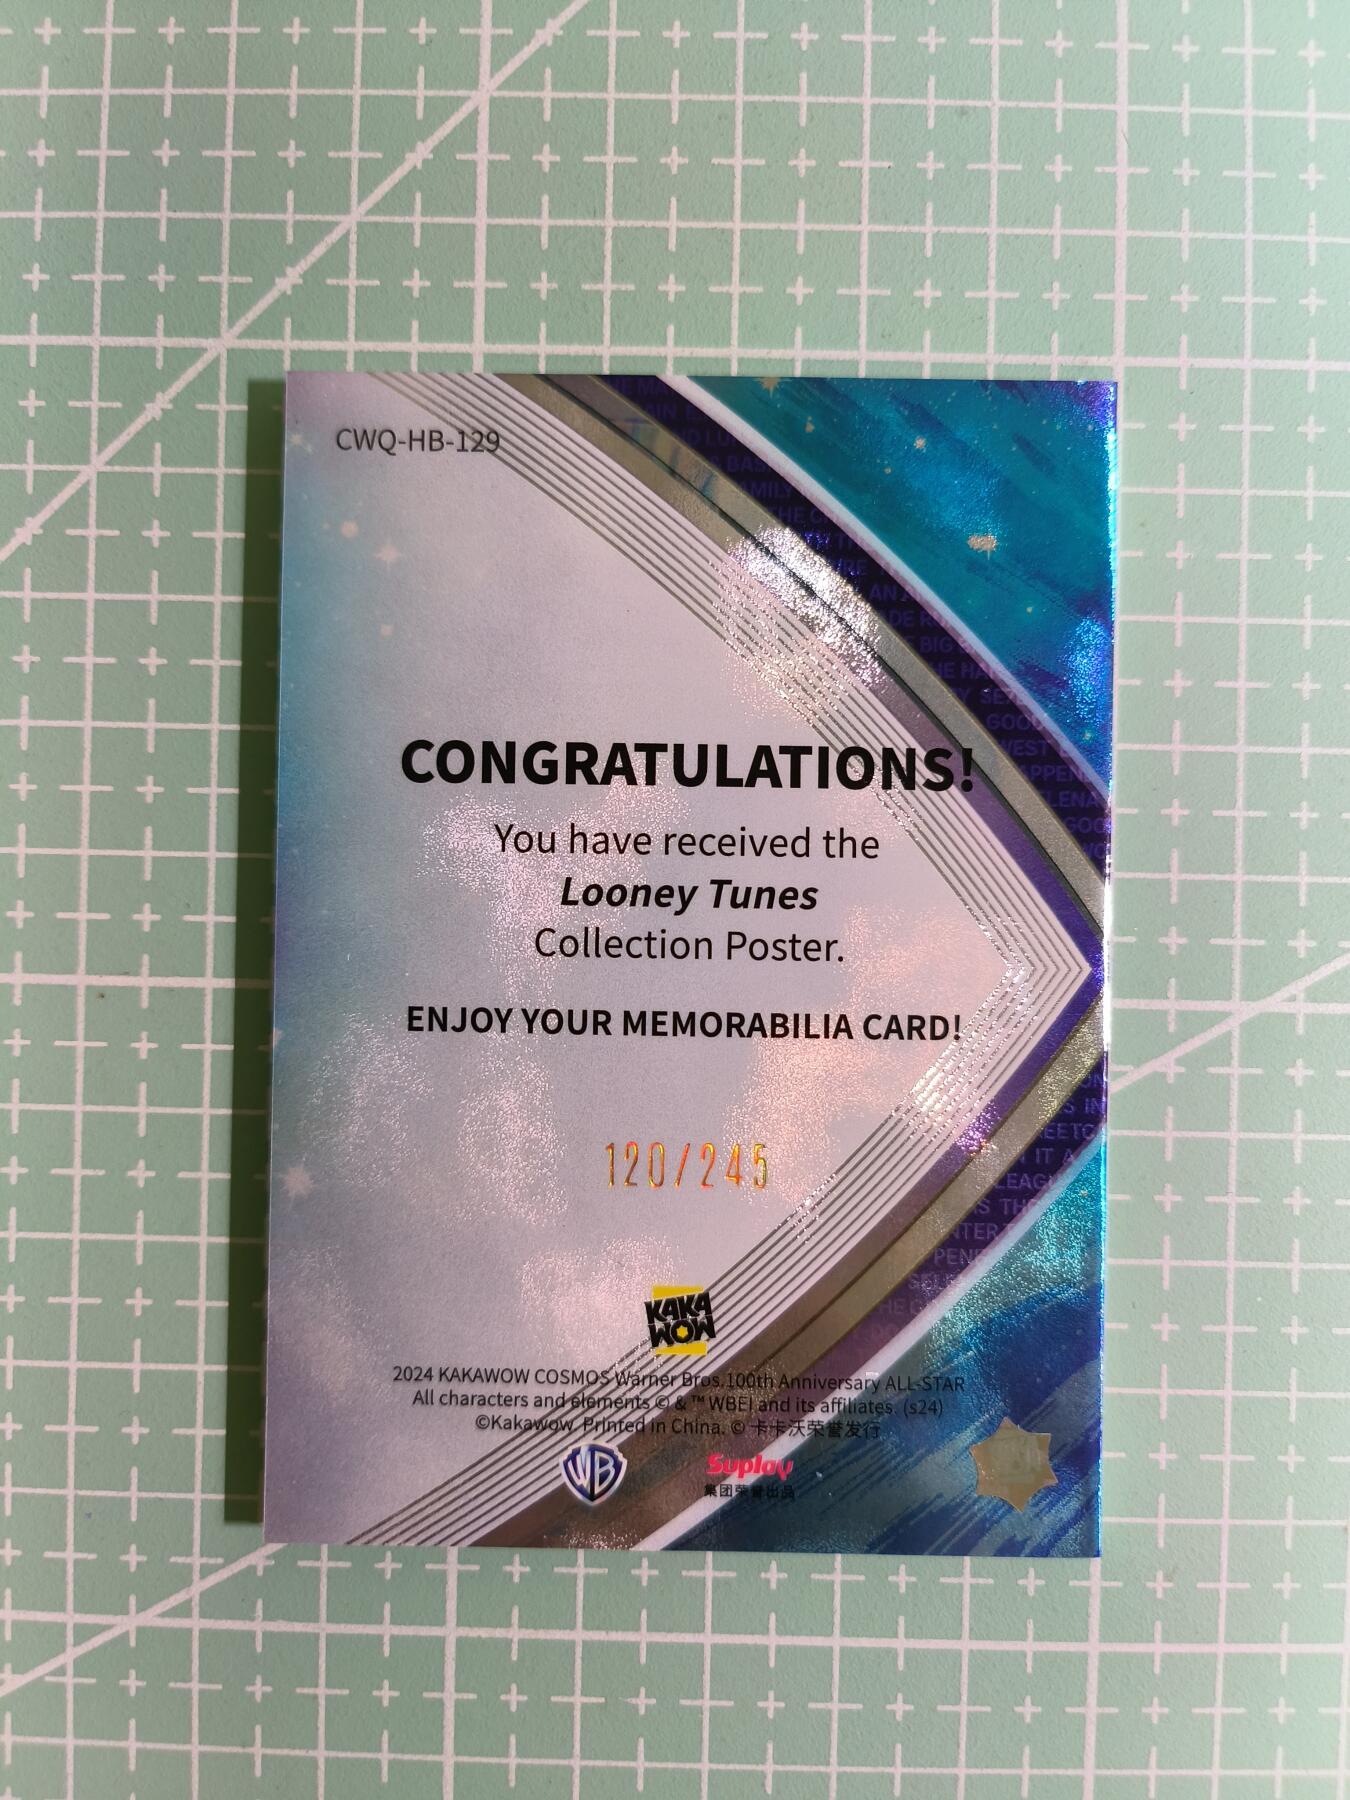 CWQ-HB-129
CONGRATULATIONS!
You have received the
Looney Tunes
Collection Poster.
ENJOY YOUR MEMORABILIA CARD!
120/245
KAKA
WOW
2024 KAKAWOW COSMOS Warner Bros.100th Anniversary ALL-STAR
All characters and elements © & ™ WBEI and its affiliates. (s24)
©Kakawow Printed in China. © 卡卡沃荣誉发行
WB
Suplay
集团荣誉出品